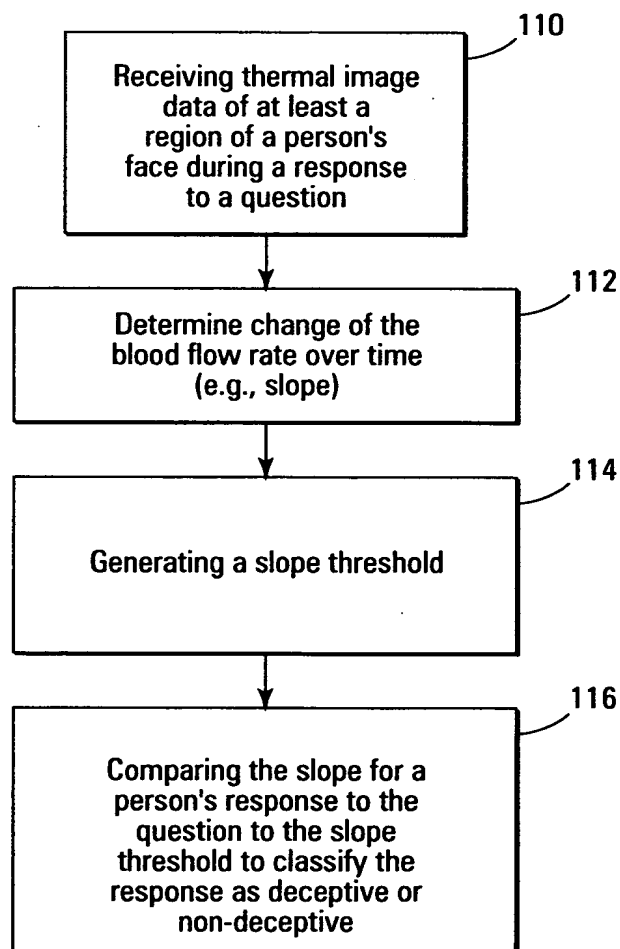 110
Receiving thermal image
data of at least a
region of a person's
face during a response
to a question
112
Determine change of the
blood flow rate over time
(e.g., slope)
114
Generating a slope threshold
116
Comparing the slope for a
person's response to the
question to the slope
threshold to classify the
response as deceptive or
non-deceptive